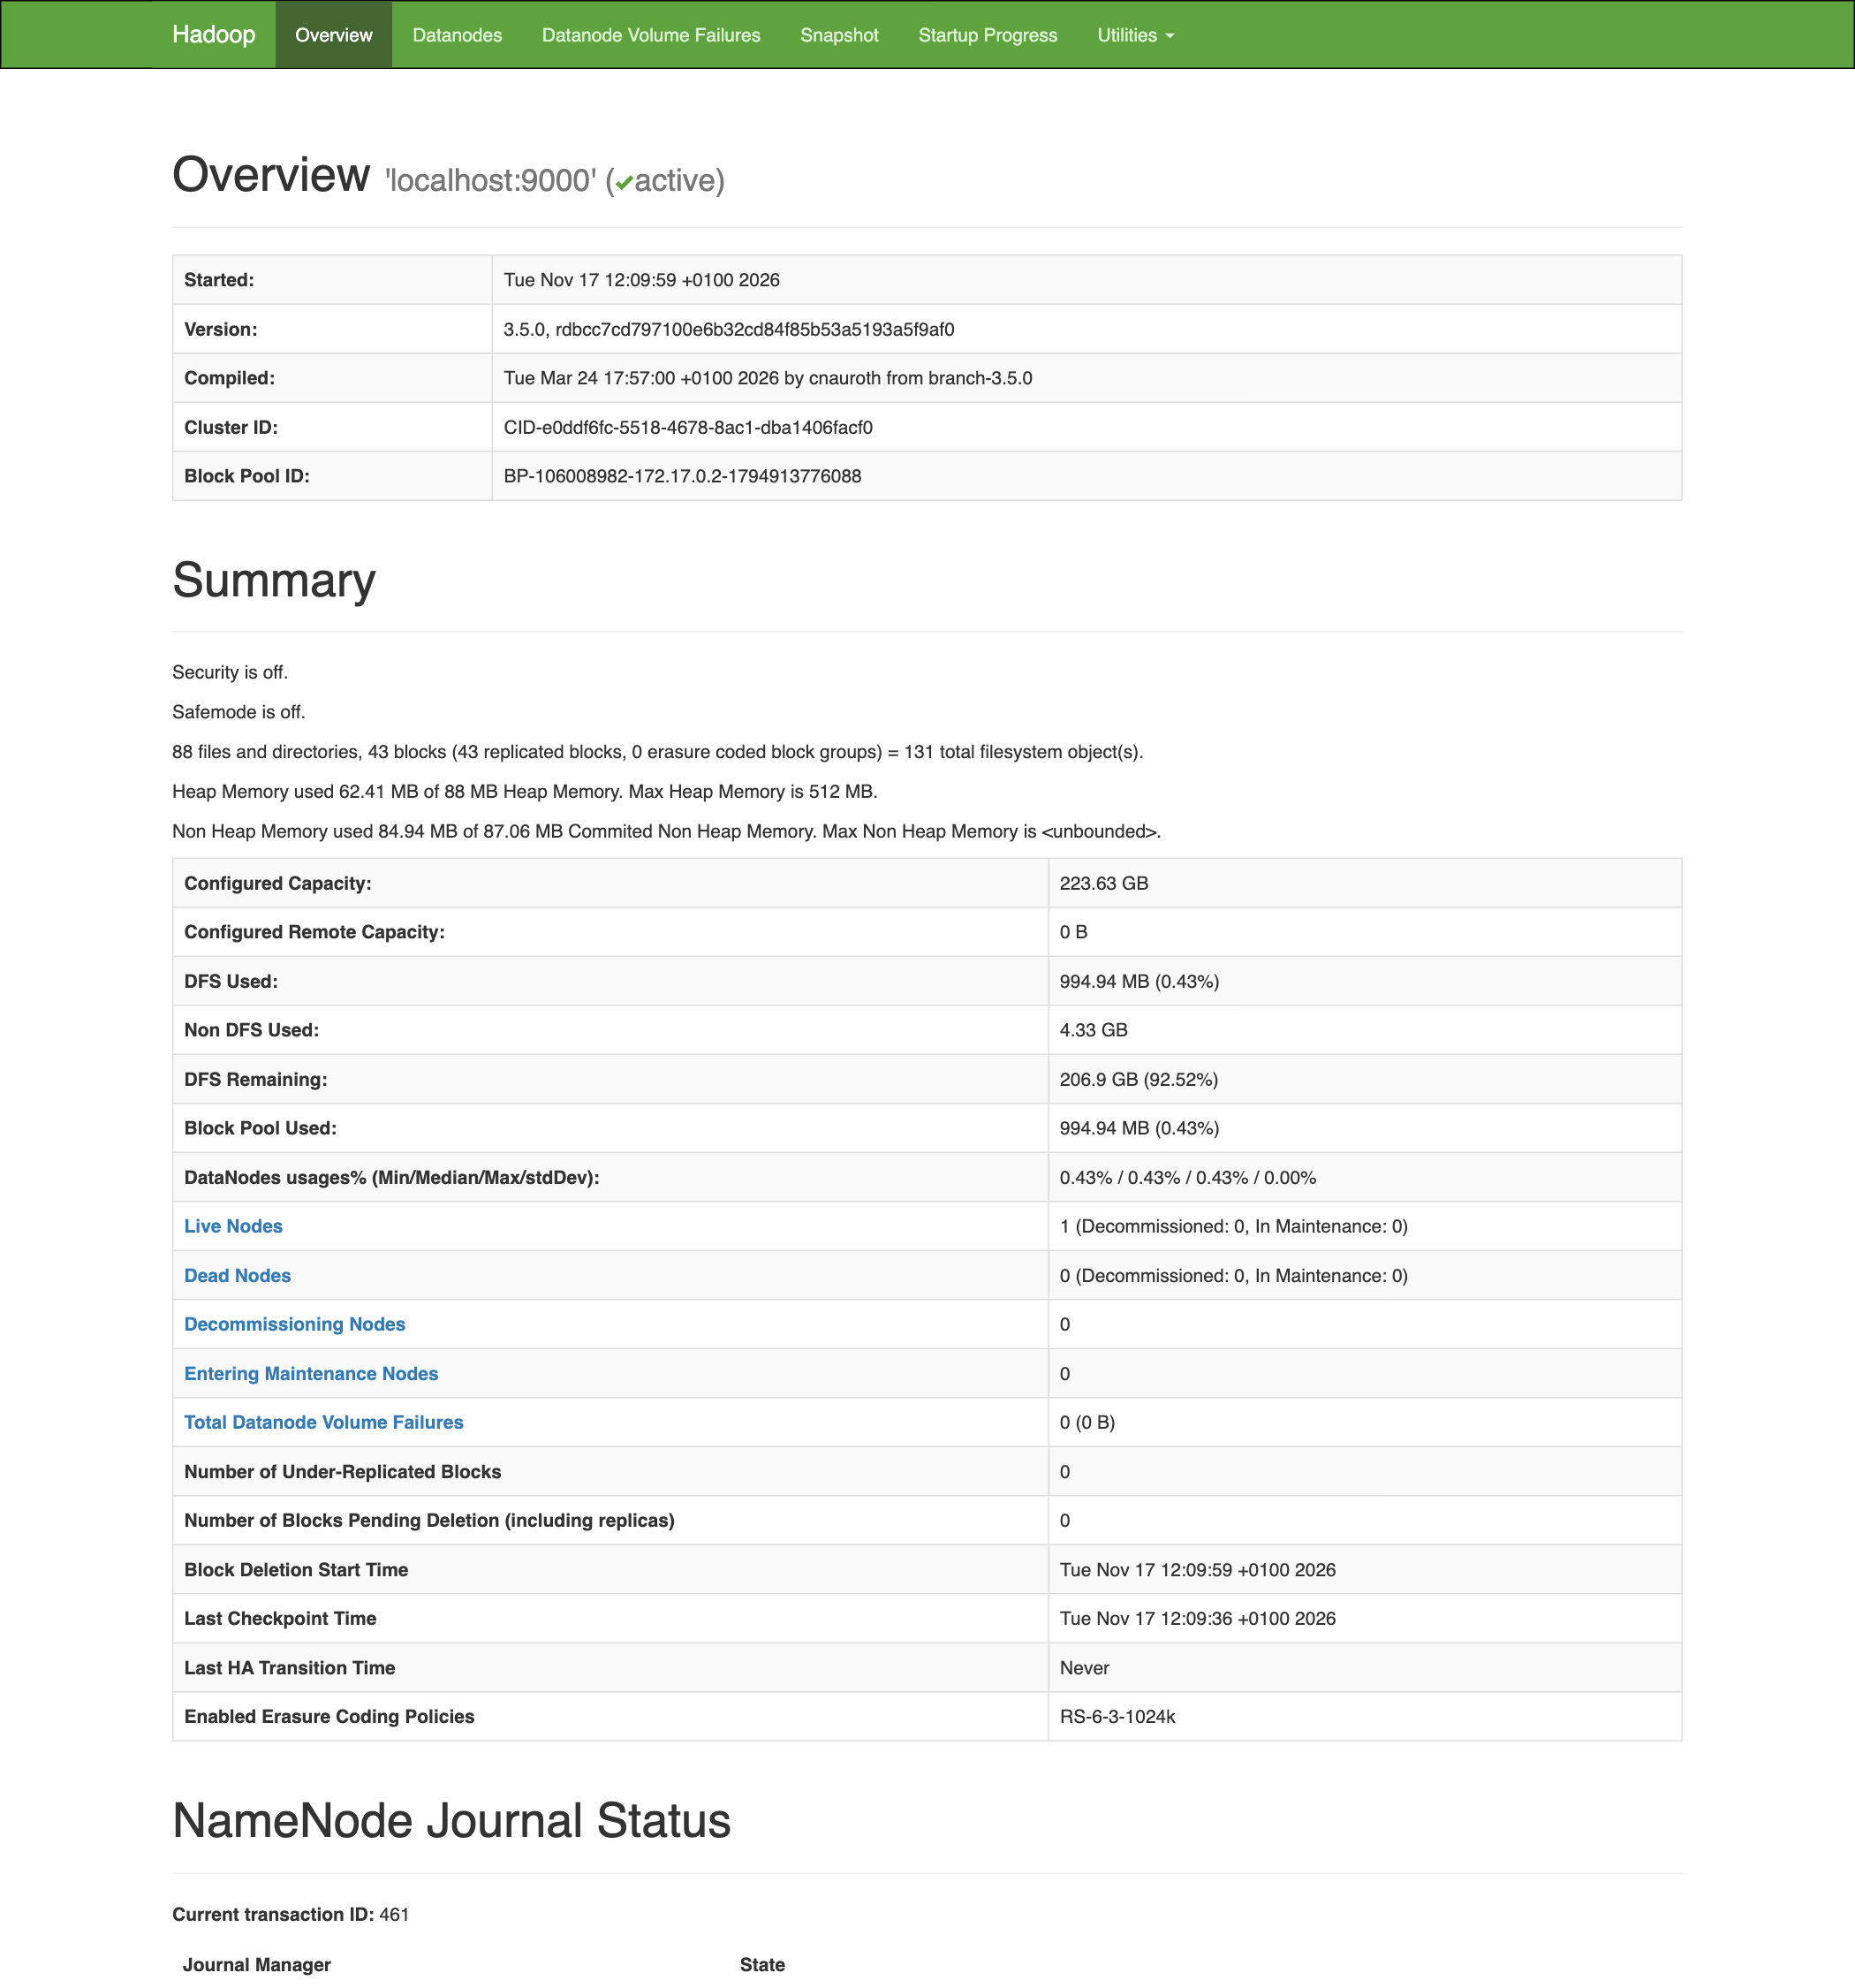 Hadoop Overview Datanodes Datanode Volume Failures Snapshot Startup Progress Utilities
Overview 'localhost:9000' (✔active)
Started: Tue Nov 17 12:09:59 +0100 2026
Version: 3.5.0, rdbcc7cd797100e6b32cd84f85b53a5193a5f9af0
Compiled: Tue Mar 24 17:57:00 +0100 2026 by cnauroth from branch-3.5.0
Cluster ID: CID-e0ddf6fc-5518-4678-8ac1-dba1406facf0
Block Pool ID: BP-106008982-172.17.0.2-1794913776088
Summary
Security is off.
Safemode is off.
88 files and directories, 43 blocks (43 replicated blocks, 0 erasure coded block groups) = 131 total filesystem object(s).
Heap Memory used 62.41 MB of 88 MB Heap Memory. Max Heap Memory is 512 MB.
Non Heap Memory used 84.94 MB of 87.06 MB Commited Non Heap Memory. Max Non Heap Memory is <unbounded>.
Configured Capacity: 223.63 GB
Configured Remote Capacity: 0 B
DFS Used: 994.94 MB (0.43%)
Non DFS Used: 4.33 GB
DFS Remaining: 206.9 GB (92.52%)
Block Pool Used: 994.94 MB (0.43%)
DataNodes usages% (Min/Median/Max/stdDev): 0.43% / 0.43% / 0.43% / 0.00%
Live Nodes 1 (Decommissioned: 0, In Maintenance: 0)
Dead Nodes 0 (Decommissioned: 0, In Maintenance: 0)
Decommissioning Nodes 0
Entering Maintenance Nodes 0
Total Datanode Volume Failures 0 (0 B)
Number of Under-Replicated Blocks 0
Number of Blocks Pending Deletion (including replicas) 0
Block Deletion Start Time Tue Nov 17 12:09:59 +0100 2026
Last Checkpoint Time Tue Nov 17 12:09:36 +0100 2026
Last HA Transition Time Never
Enabled Erasure Coding Policies RS-6-3-1024k
NameNode Journal Status
Current transaction ID: 461
Journal Manager State